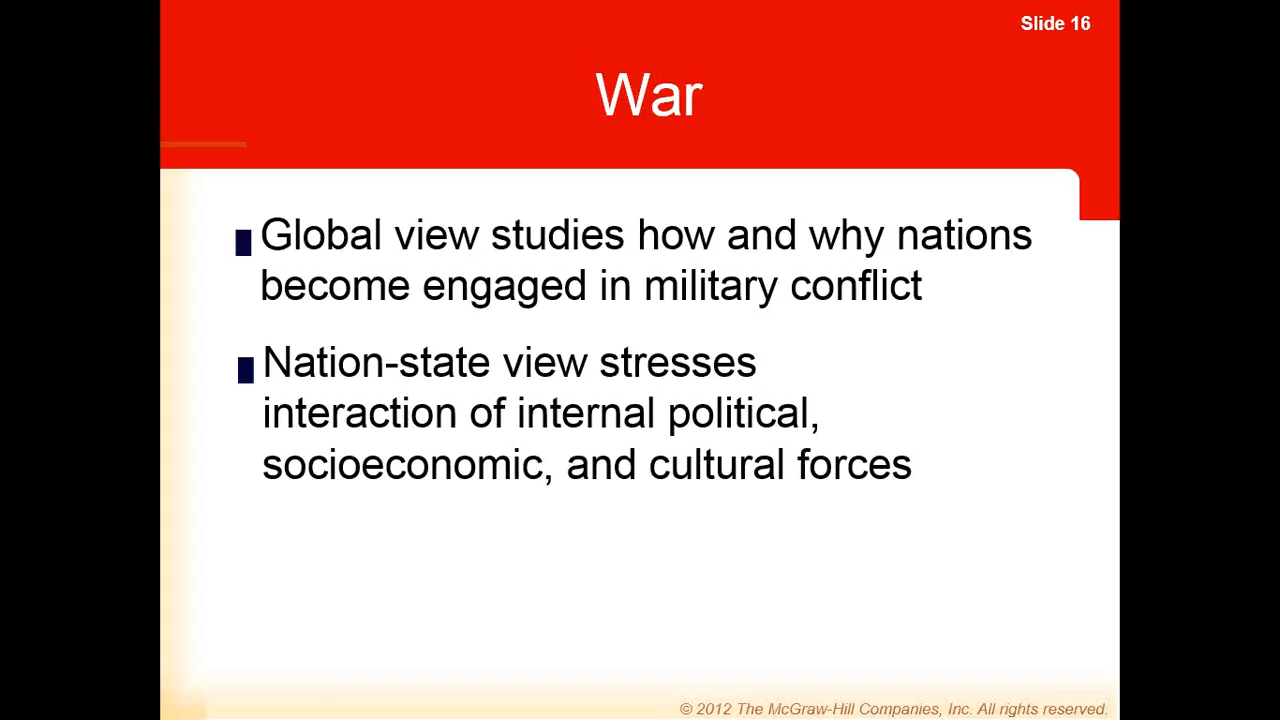 Slide 16
War
Global view studies how and why nations
become engaged in military conflict
Nation-state view stresses
interaction of internal political,
socioeconomic, and cultural forces
© 2012 The McGraw-Hill Companies, Inc. All rights reserved.